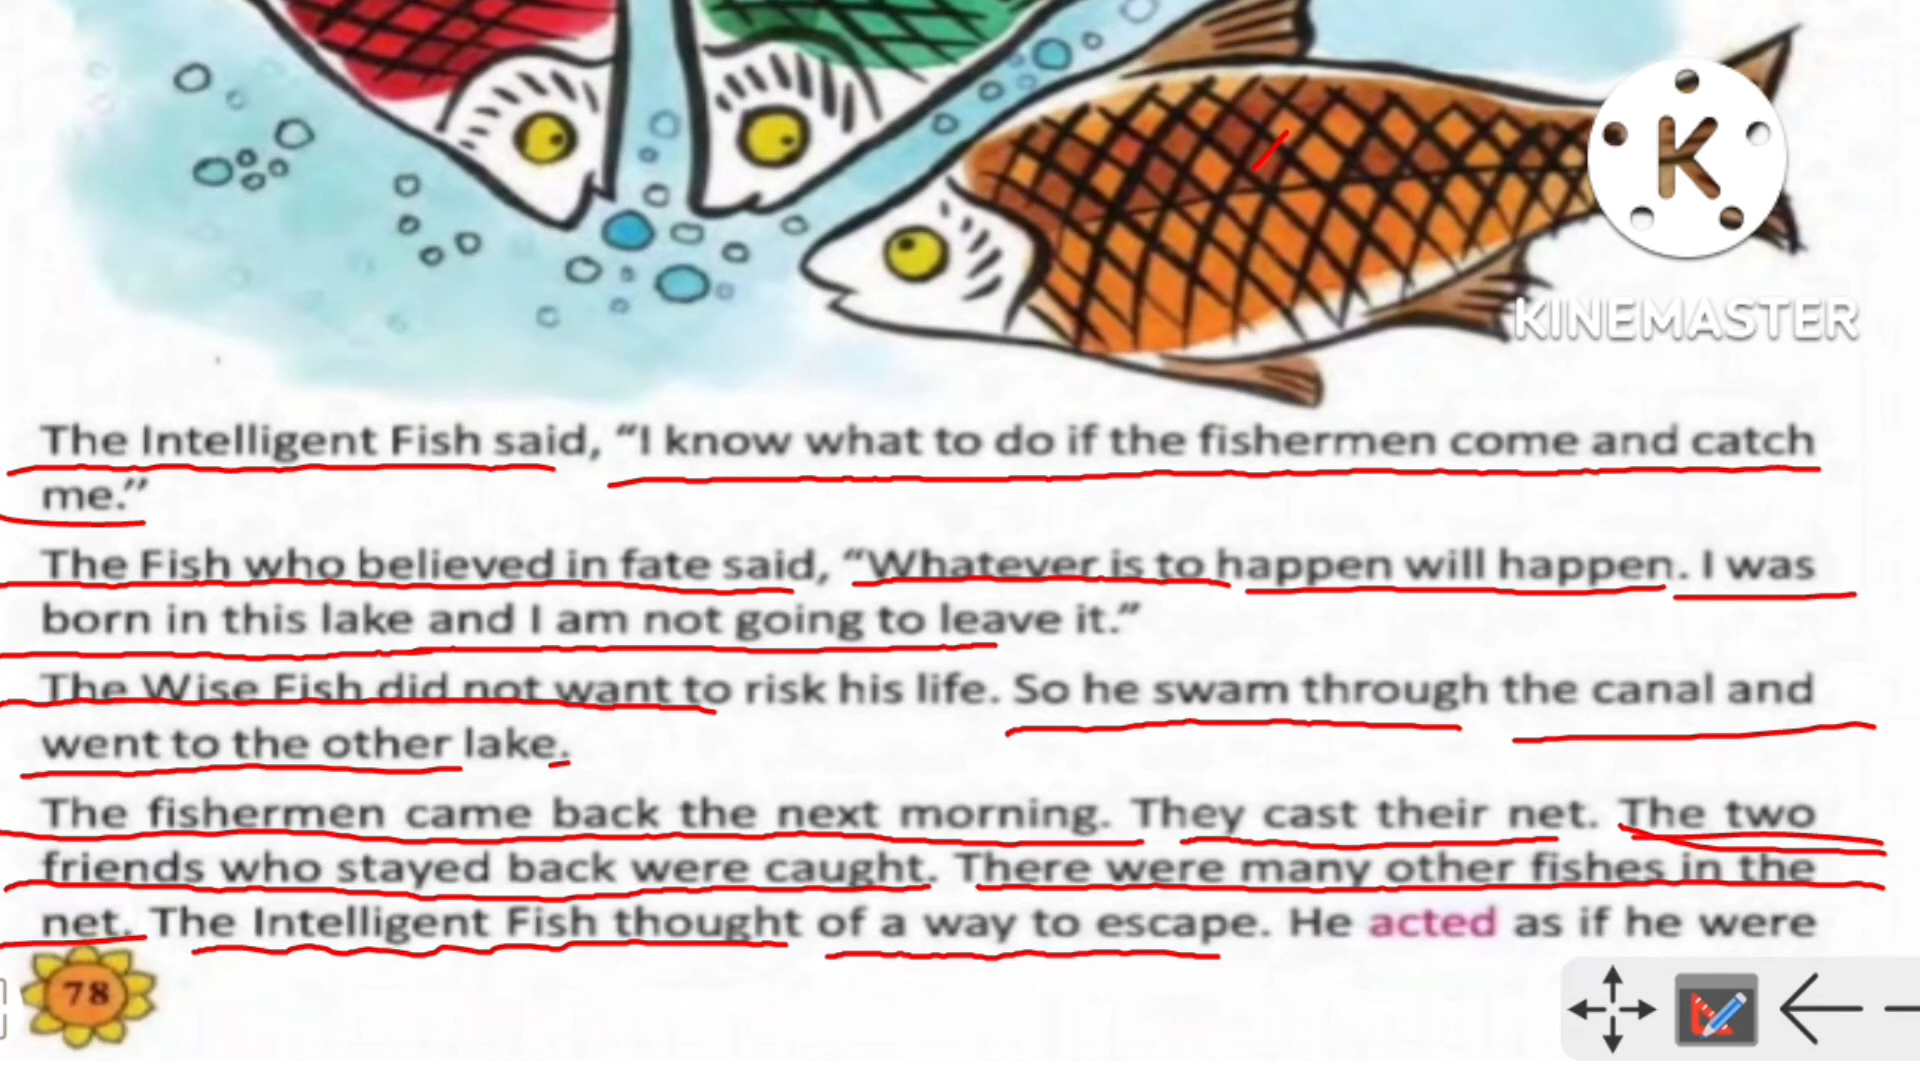 K
KINEMASTER
The Intelligent Fish said, “I know what to do if the fishermen come and catch
me.”
The Fish who believed in fate said, “Whatever is to happen will happen. I was
born in this lake and I am not going to leave it.”
The Wise Fish did not want to risk his life. So he swam through the canal and
went to the other lake.
The fishermen came back the next morning. They cast their net. The two
friends who stayed back were caught. There were many other fishes in the
net. The Intelligent Fish thought of a way to escape. He acted as if he were
78